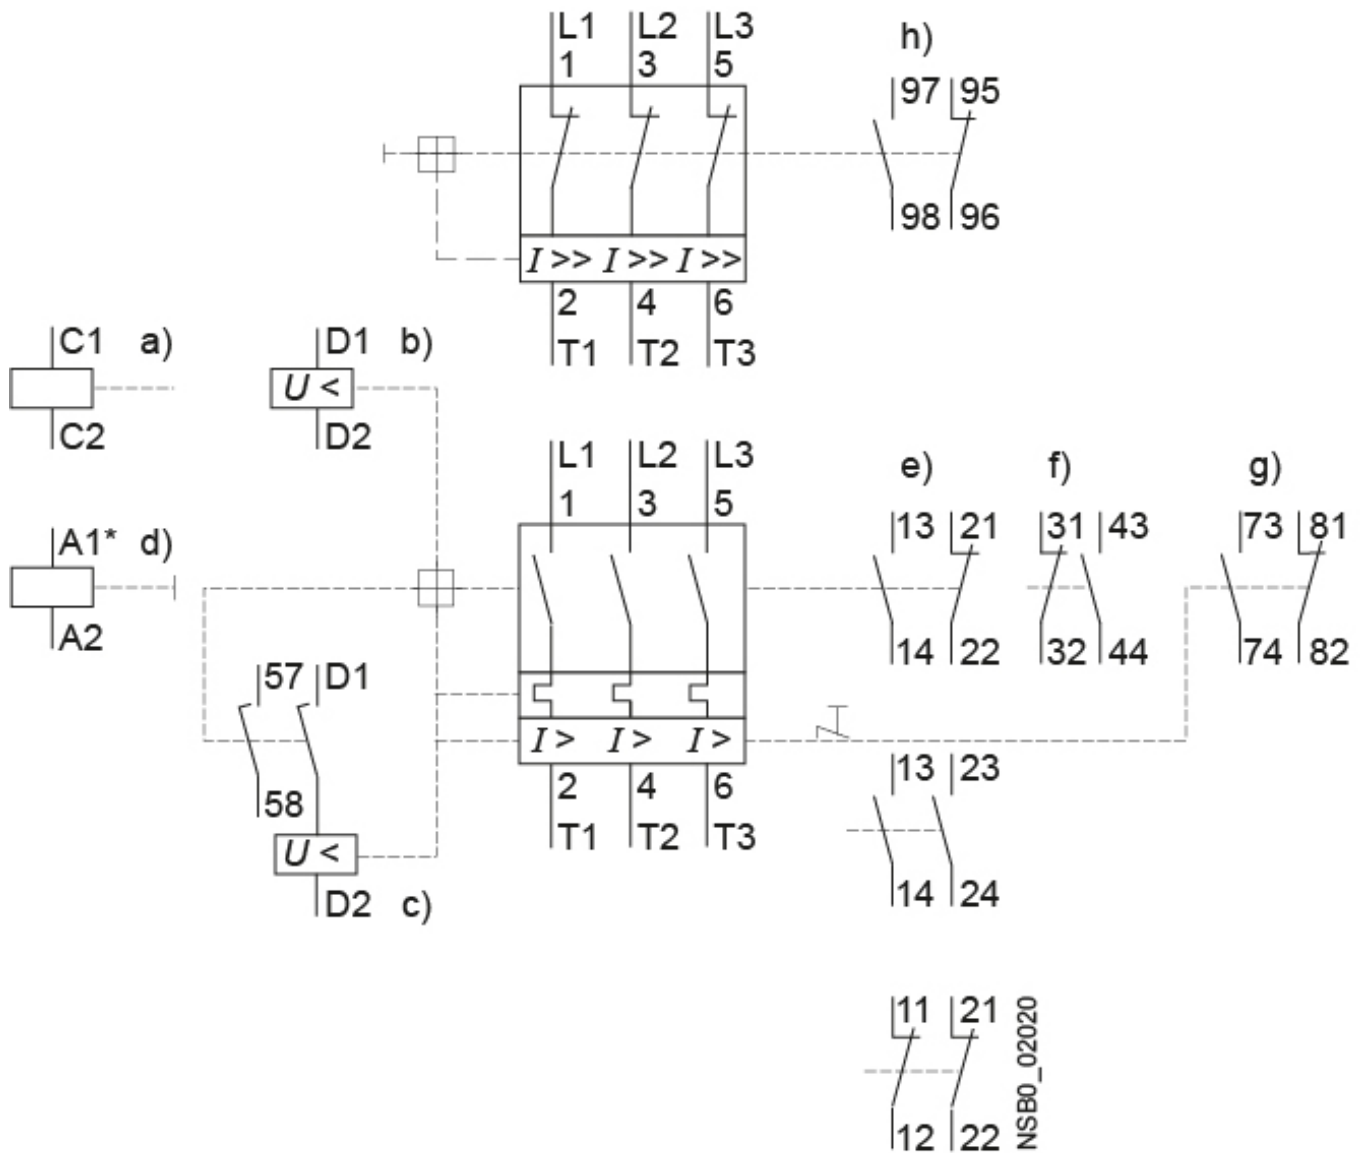 L1 L2 L3 h)
1 3 5
97 95
98 96
I >> I >> I >>
2 4 6
T1 T2 T3
C1 a) D1 b)
U <
C2 D2
L1 L2 L3 e) f) g)
1 3 5
A1* d) 13 21 31 43 73 81
A2 14 22 32 44 74 82
57 D1
I > I > I >
58 2 4 6 13 23
T1 T2 T3
U <
D2 c) 14 24
11 21
12 22
NSB0_02020